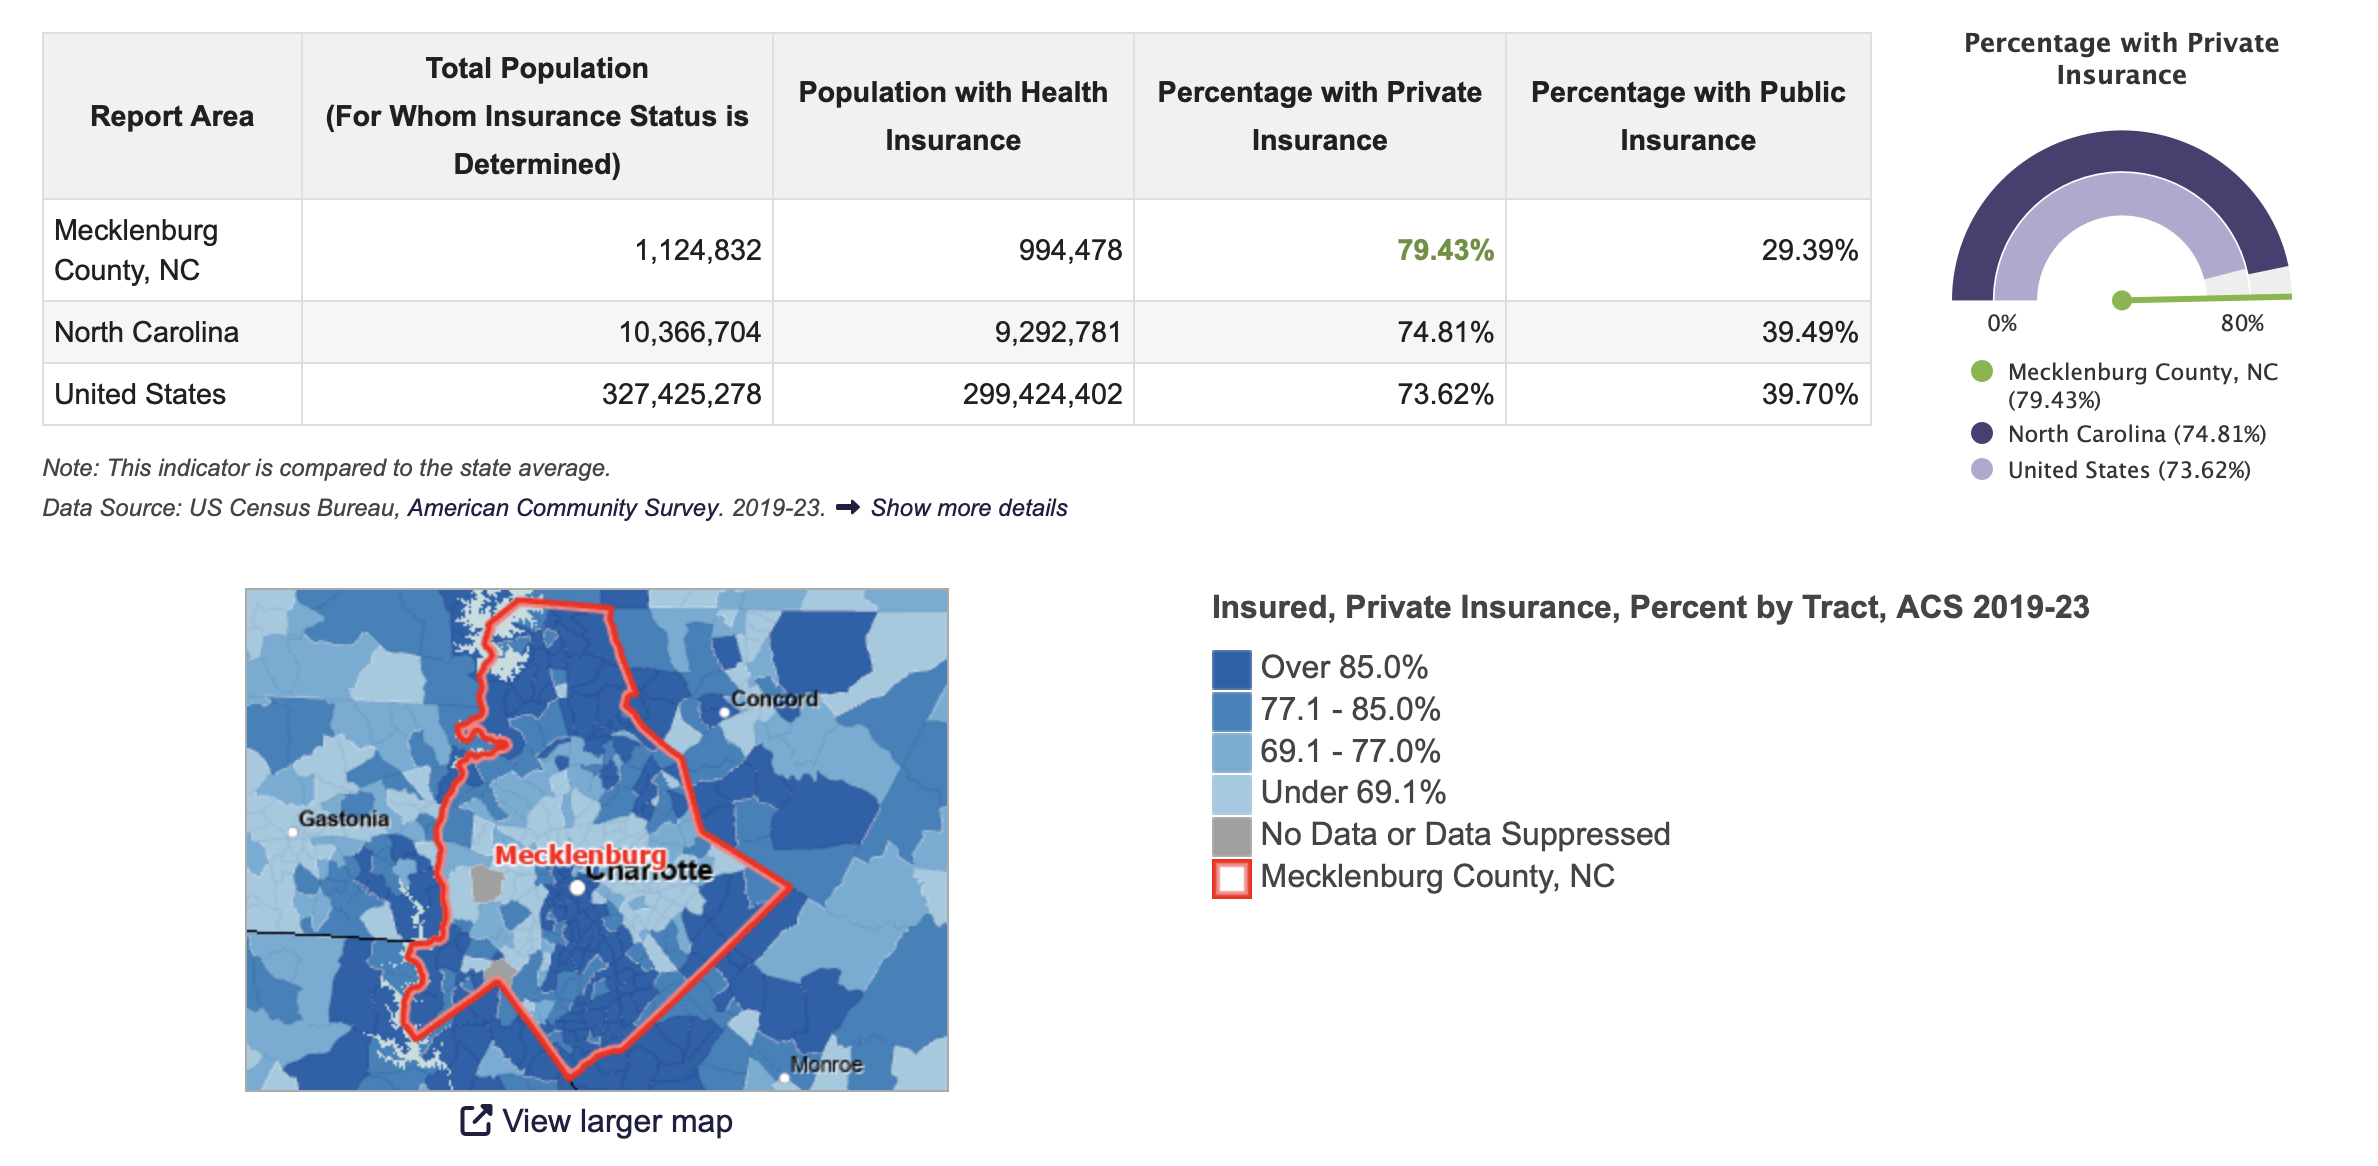 Report Area
Total Population
(For Whom Insurance Status is
Determined)
Population with Health
Insurance
Percentage with Private
Insurance
Percentage with Public
Insurance
Mecklenburg
County, NC
1,124,832
994,478
79.43%
29.39%
North Carolina
10,366,704
9,292,781
74.81%
39.49%
United States
327,425,278
299,424,402
73.62%
39.70%
Note: This indicator is compared to the state average.
Data Source: US Census Bureau, American Community Survey. 2019-23. ➞ Show more details
Percentage with Private
Insurance
0%
80%
Mecklenburg County, NC
(79.43%)
North Carolina (74.81%)
United States (73.62%)
Concord
Gastonia
Mecklenburg
Charlotte
Monroe
View larger map
Insured, Private Insurance, Percent by Tract, ACS 2019-23
Over 85.0%
77.1 - 85.0%
69.1 - 77.0%
Under 69.1%
No Data or Data Suppressed
Mecklenburg County, NC